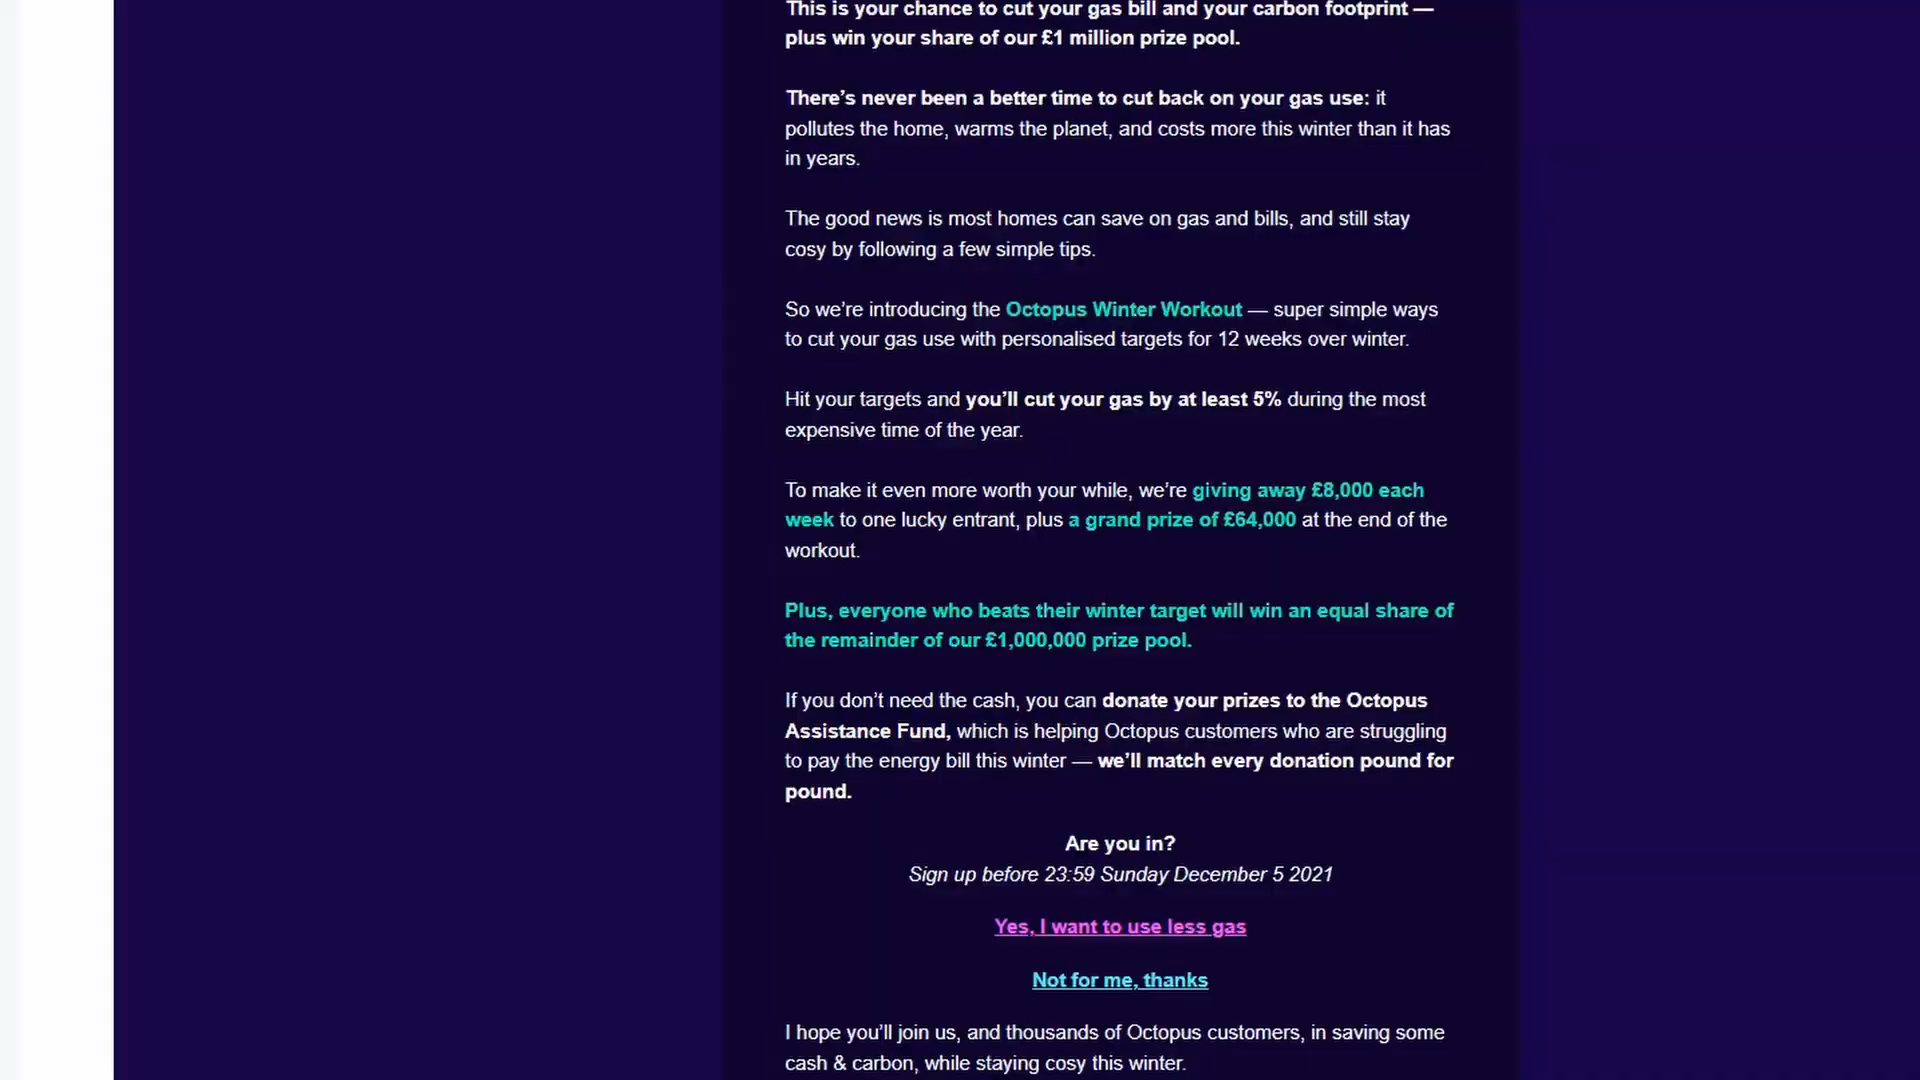 This is your chance to cut your gas bill and your carbon footprint —
plus win your share of our £1 million prize pool.
There’s never been a better time to cut back on your gas use: it
pollutes the home, warms the planet, and costs more this winter than it has
in years.
The good news is most homes can save on gas and bills, and still stay
cosy by following a few simple tips.
So we’re introducing the Octopus Winter Workout — super simple ways
to cut your gas use with personalised targets for 12 weeks over winter.
Hit your targets and you’ll cut your gas by at least 5% during the most
expensive time of the year.
To make it even more worth your while, we’re giving away £8,000 each
week to one lucky entrant, plus a grand prize of £64,000 at the end of the
workout.
Plus, everyone who beats their winter target will win an equal share of
the remainder of our £1,000,000 prize pool.
If you don’t need the cash, you can donate your prizes to the Octopus
Assistance Fund, which is helping Octopus customers who are struggling
to pay the energy bill this winter — we’ll match every donation pound for
pound.
Are you in?
Sign up before 23:59 Sunday December 5 2021
Yes, I want to use less gas
Not for me, thanks
I hope you’ll join us, and thousands of Octopus customers, in saving some
cash & carbon, while staying cosy this winter.